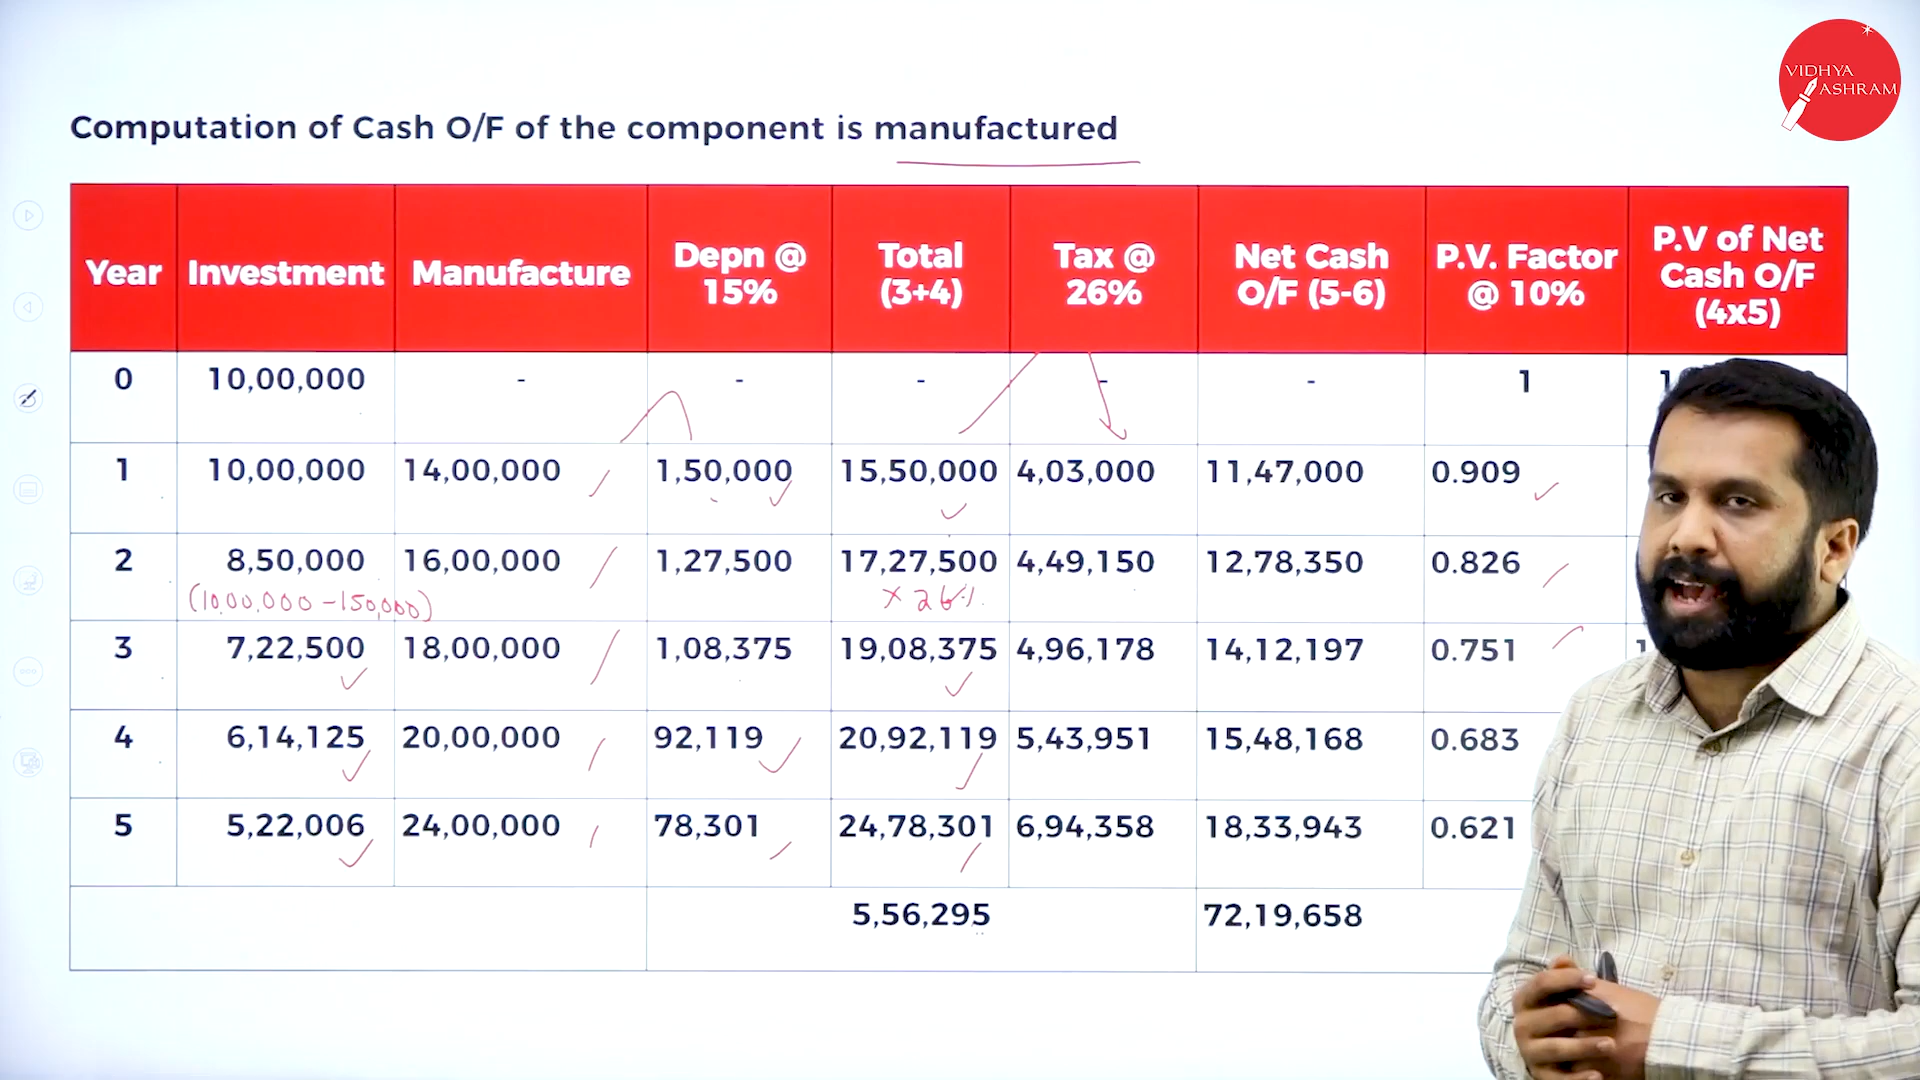 VIDHYA
ASHRAM
Computation of Cash O/F of the component is manufactured
Year Investment Manufacture Depn @ 15% Total (3+4) Tax @ 26% Net Cash O/F (5-6) P.V. Factor @ 10% P.V of Net Cash O/F (4x5)
0 10,00,000 - - - - - 1
1 10,00,000 14,00,000 1,50,000 15,50,000 4,03,000 11,47,000 0.909
2 8,50,000 16,00,000 1,27,500 17,27,500 4,49,150 12,78,350 0.826
(10,00,000 - 150,000) x 26%
3 7,22,500 18,00,000 1,08,375 19,08,375 4,96,178 14,12,197 0.751
4 6,14,125 20,00,000 92,119 20,92,119 5,43,951 15,48,168 0.683
5 5,22,006 24,00,000 78,301 24,78,301 6,94,358 18,33,943 0.621
5,56,295 72,19,658